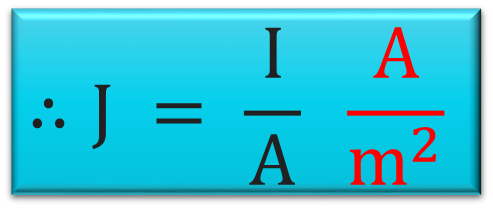 ∴ J = I/A A/m²